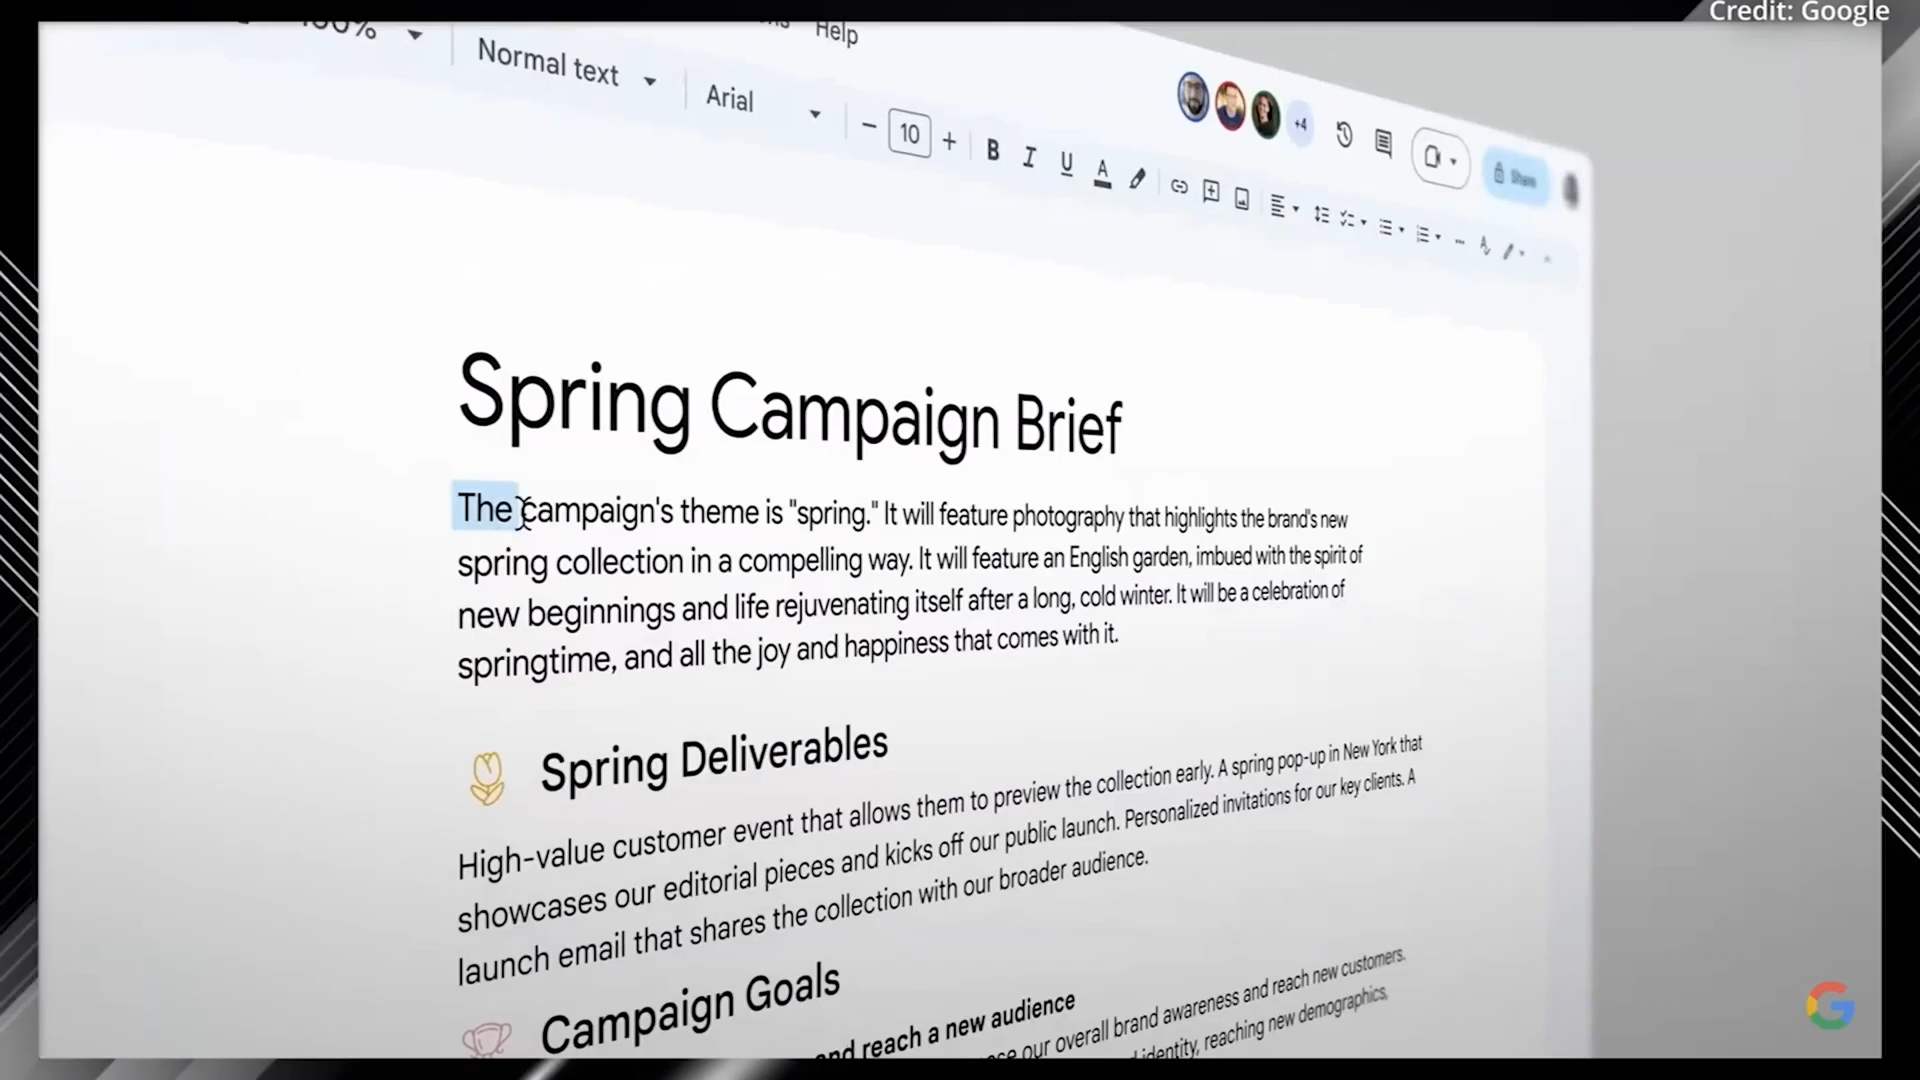 Credit: Google
100%
Help
Normal text
Arial
10
+4
Share
Spring Campaign Brief
The campaign's theme is "spring." It will feature photography that highlights the brand's new
spring collection in a compelling way. It will feature an English garden, imbued with the spirit of
new beginnings and life rejuvenating itself after a long, cold winter. It will be a celebration of
springtime, and all the joy and happiness that comes with it.
Spring Deliverables
High-value customer event that allows them to preview the collection early. A spring pop-up in New York that
showcases our editorial pieces and kicks off our public launch. Personalized invitations for our key clients. A
launch email that shares the collection with our broader audience.
Campaign Goals
and reach a new audience
our overall brand awareness and reach new customers.
identity, reaching new demographics,